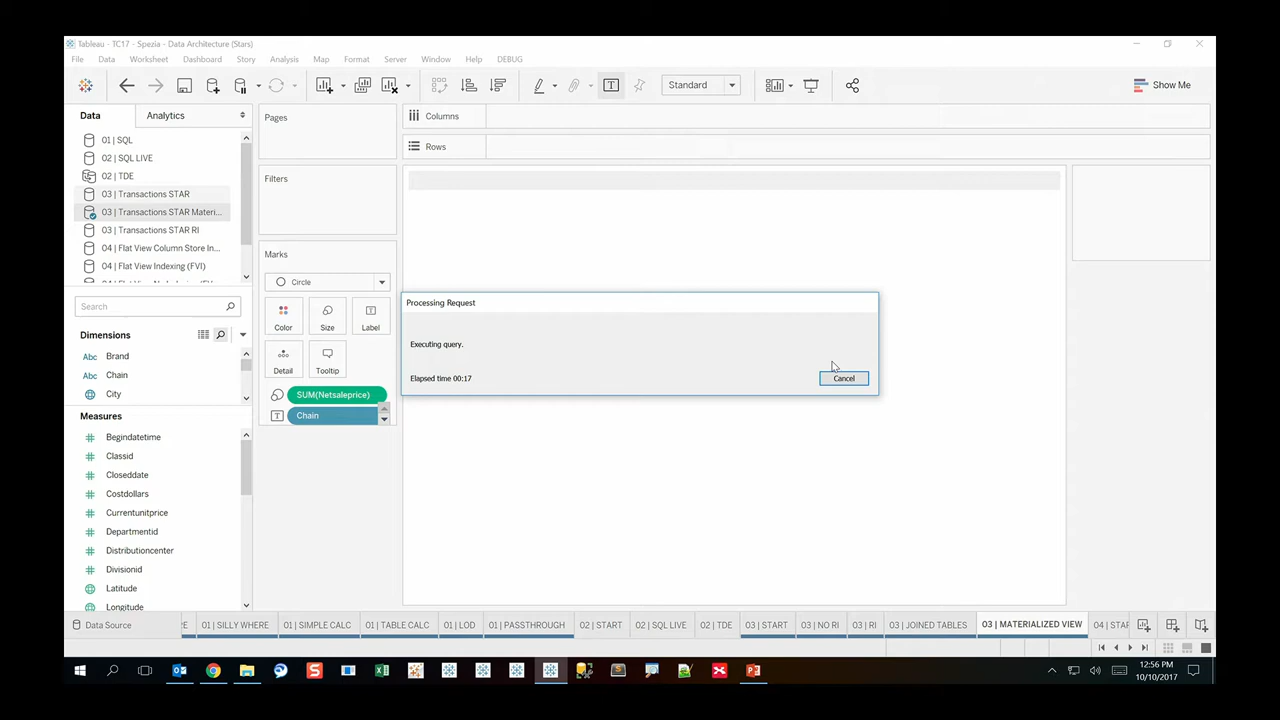 Tableau - TC17 - Spezia - Data Architecture (Stars)
File Data Worksheet Dashboard Story Analysis Map Format Server Window Help DEBUG
Standard
Show Me
Data
Analytics
Pages
Columns
Rows
01 | SQL
02 | SQL LIVE
02 | TDE
03 | Transactions STAR
03 | Transactions STAR Materi...
03 | Transactions STAR RI
04 | Flat View Column Store In...
04 | Flat View Indexing (FVI)
Filters
Marks
Circle
Color
Size
Label
Detail
Tooltip
SUM(Netsaleprice)
Chain
Search
Dimensions
Abc Brand
Abc Chain
City
Measures
Begindatetime
Classid
Closeddate
Costdollars
Currentunitprice
Departmentid
Distributioncenter
Divisionid
Latitude
Longitude
Processing Request
Executing query.
Elapsed time 00:17
Cancel
Data Source
RE
01 | SILLY WHERE
01 | SIMPLE CALC
01 | TABLE CALC
01 | LOD
01 | PASSTHROUGH
02 | START
02 | SQL LIVE
02 | TDE
03 | START
03 | NO RI
03 | RI
03 | JOINED TABLES
03 | MATERIALIZED VIEW
04 | STAR
12:56 PM
10/10/2017